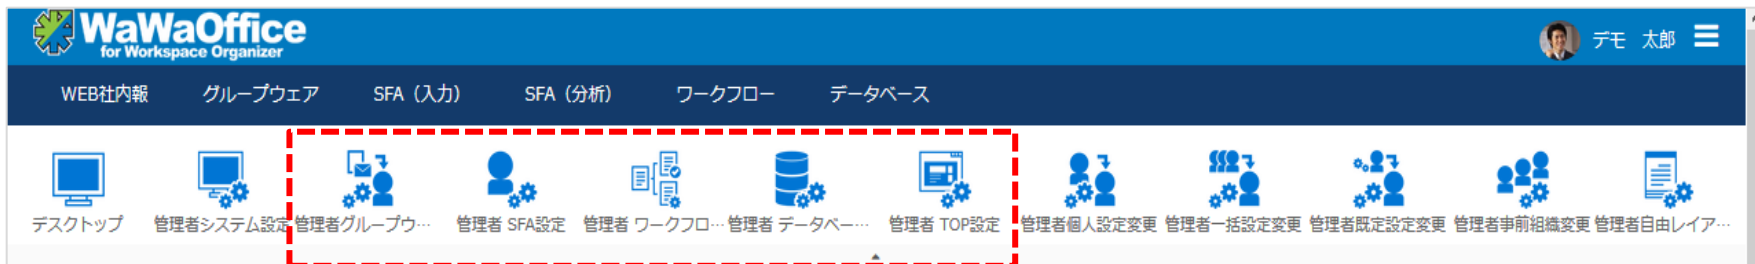 WaWaOffice
for Workspace Organizer
デモ 太郎
WEB社内報 グループウェア SFA（入力） SFA（分析） ワークフロー データベース
デスクトップ 管理者システム設定 管理者グループウ… 管理者 SFA設定 管理者 ワークフロ… 管理者 データベー… 管理者 TOP設定 管理者個人設定変更 管理者一括設定変更 管理者既定設定変更 管理者事前組織変更 管理者自由レイア…